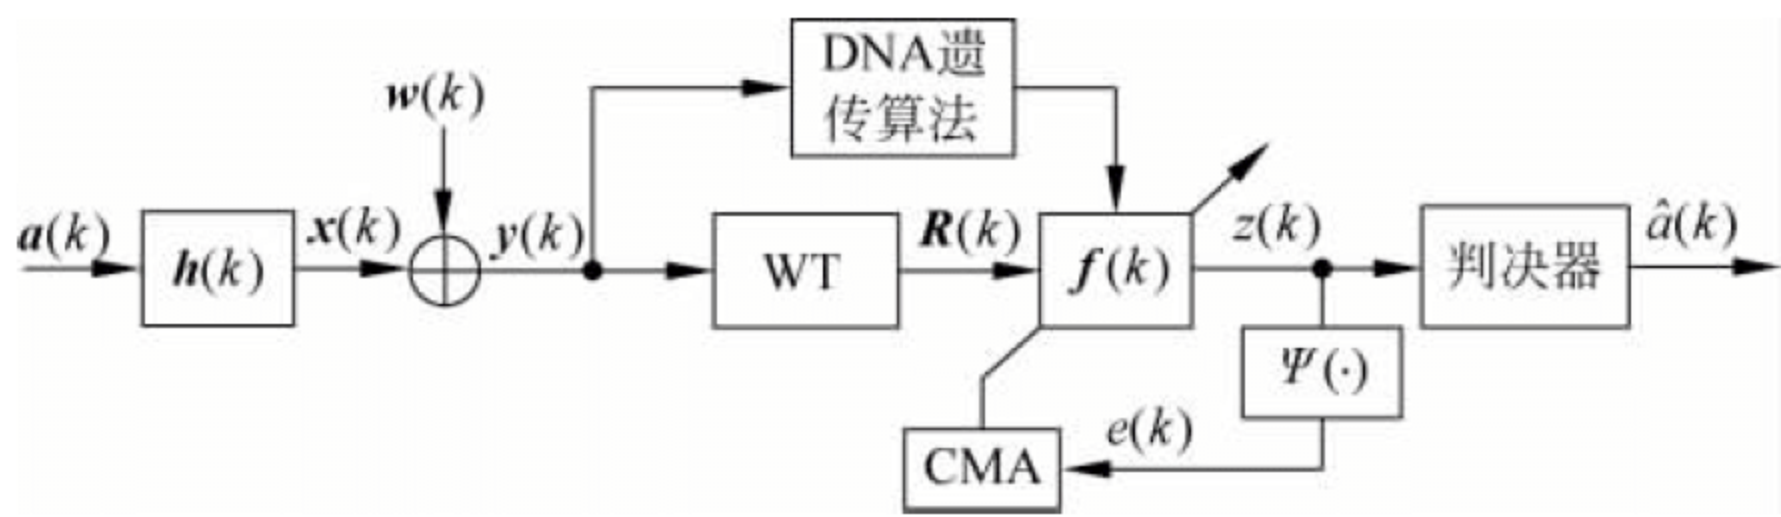 DNA遗
传算法
w(k)
a(k)
h(k)
x(k)
y(k)
WT
R(k)
f(k)
z(k)
判决器
â(k)
Ψ(·)
e(k)
CMA